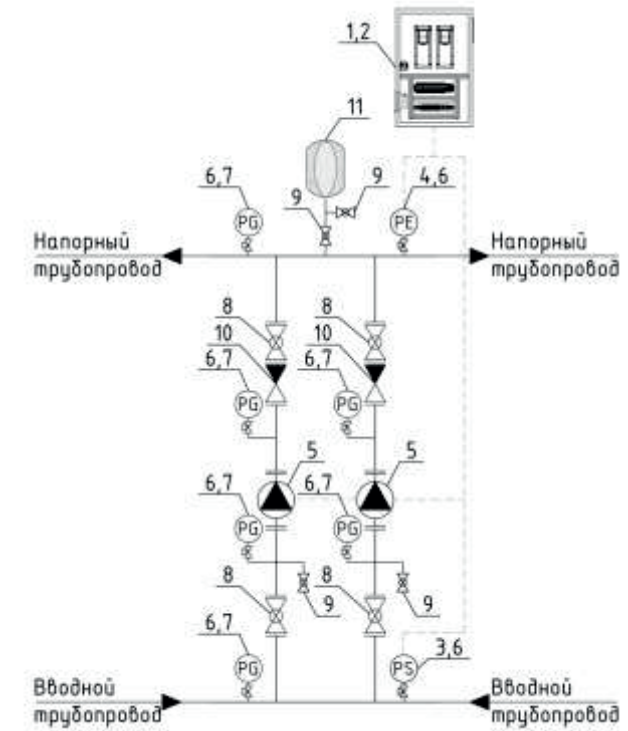 1,2
11
6,7
9
9
4,6
PG
PE
Напорный
трубопровод
Напорный
трубопровод
8
8
10
10
6,7
6,7
PG
PG
5
5
6,7
6,7
PG
PG
8
9
8
9
6,7
3,6
PG
PS
Вводной
трубопровод
Вводной
трубопровод